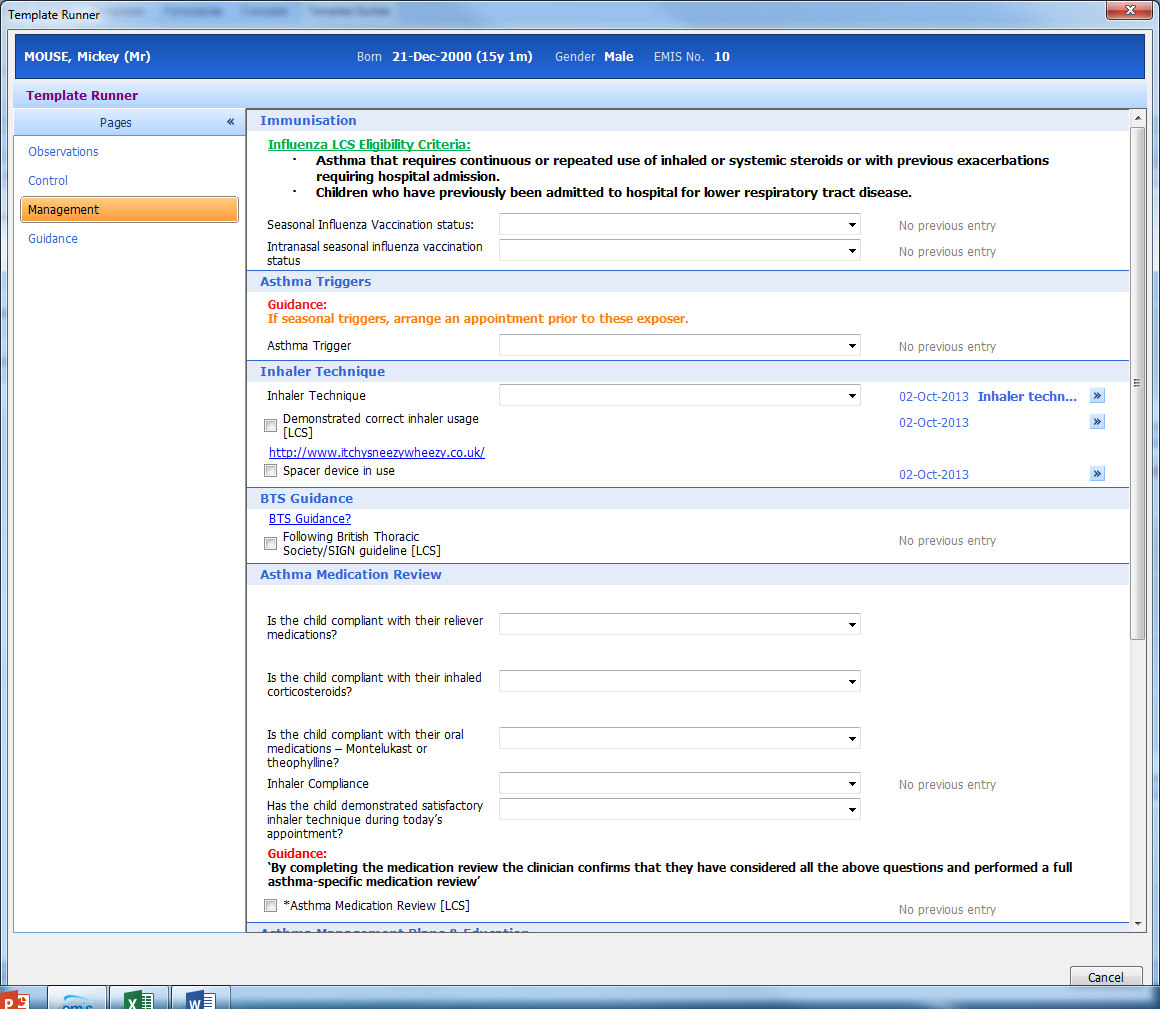 Template Runner
MOUSE, Mickey (Mr)
Born 21-Dec-2000 (15y 1m)
Gender Male
EMIS No. 10
Template Runner
Pages «
Observations
Control
Management
Guidance
Immunisation
Influenza LCS Eligibility Criteria:
· Asthma that requires continuous or repeated use of inhaled or systemic steroids or with previous exacerbations
requiring hospital admission.
· Children who have previously been admitted to hospital for lower respiratory tract disease.
Seasonal Influenza Vaccination status: No previous entry
Intranasal seasonal influenza vaccination
status No previous entry
Asthma Triggers
Guidance:
If seasonal triggers, arrange an appointment prior to these exposer.
Asthma Trigger No previous entry
Inhaler Technique
Inhaler Technique 02-Oct-2013 Inhaler techn... »
Demonstrated correct inhaler usage
[LCS] 02-Oct-2013 »
http://www.itchysneezywheezy.co.uk/
Spacer device in use 02-Oct-2013 »
BTS Guidance
BTS Guidance?
Following British Thoracic
Society/SIGN guideline [LCS] No previous entry
Asthma Medication Review
Is the child compliant with their reliever
medications?
Is the child compliant with their inhaled
corticosteroids?
Is the child compliant with their oral
medications – Montelukast or
theophylline?
Inhaler Compliance No previous entry
Has the child demonstrated satisfactory
inhaler technique during today’s
appointment?
Guidance:
‘By completing the medication review the clinician confirms that they have considered all the above questions and performed a full
asthma-specific medication review’
*Asthma Medication Review [LCS] No previous entry
Asthma Management Plans & Education
Cancel
emis